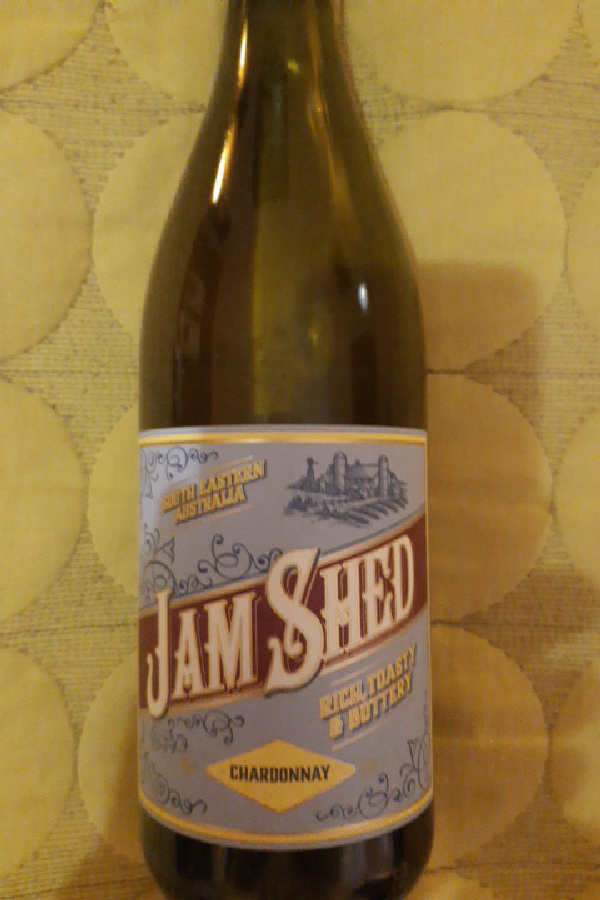 SOUTH EASTERN
AUSTRALIA
JAM SHED
RICH, TOASTY
& BUTTERY
CHARDONNAY